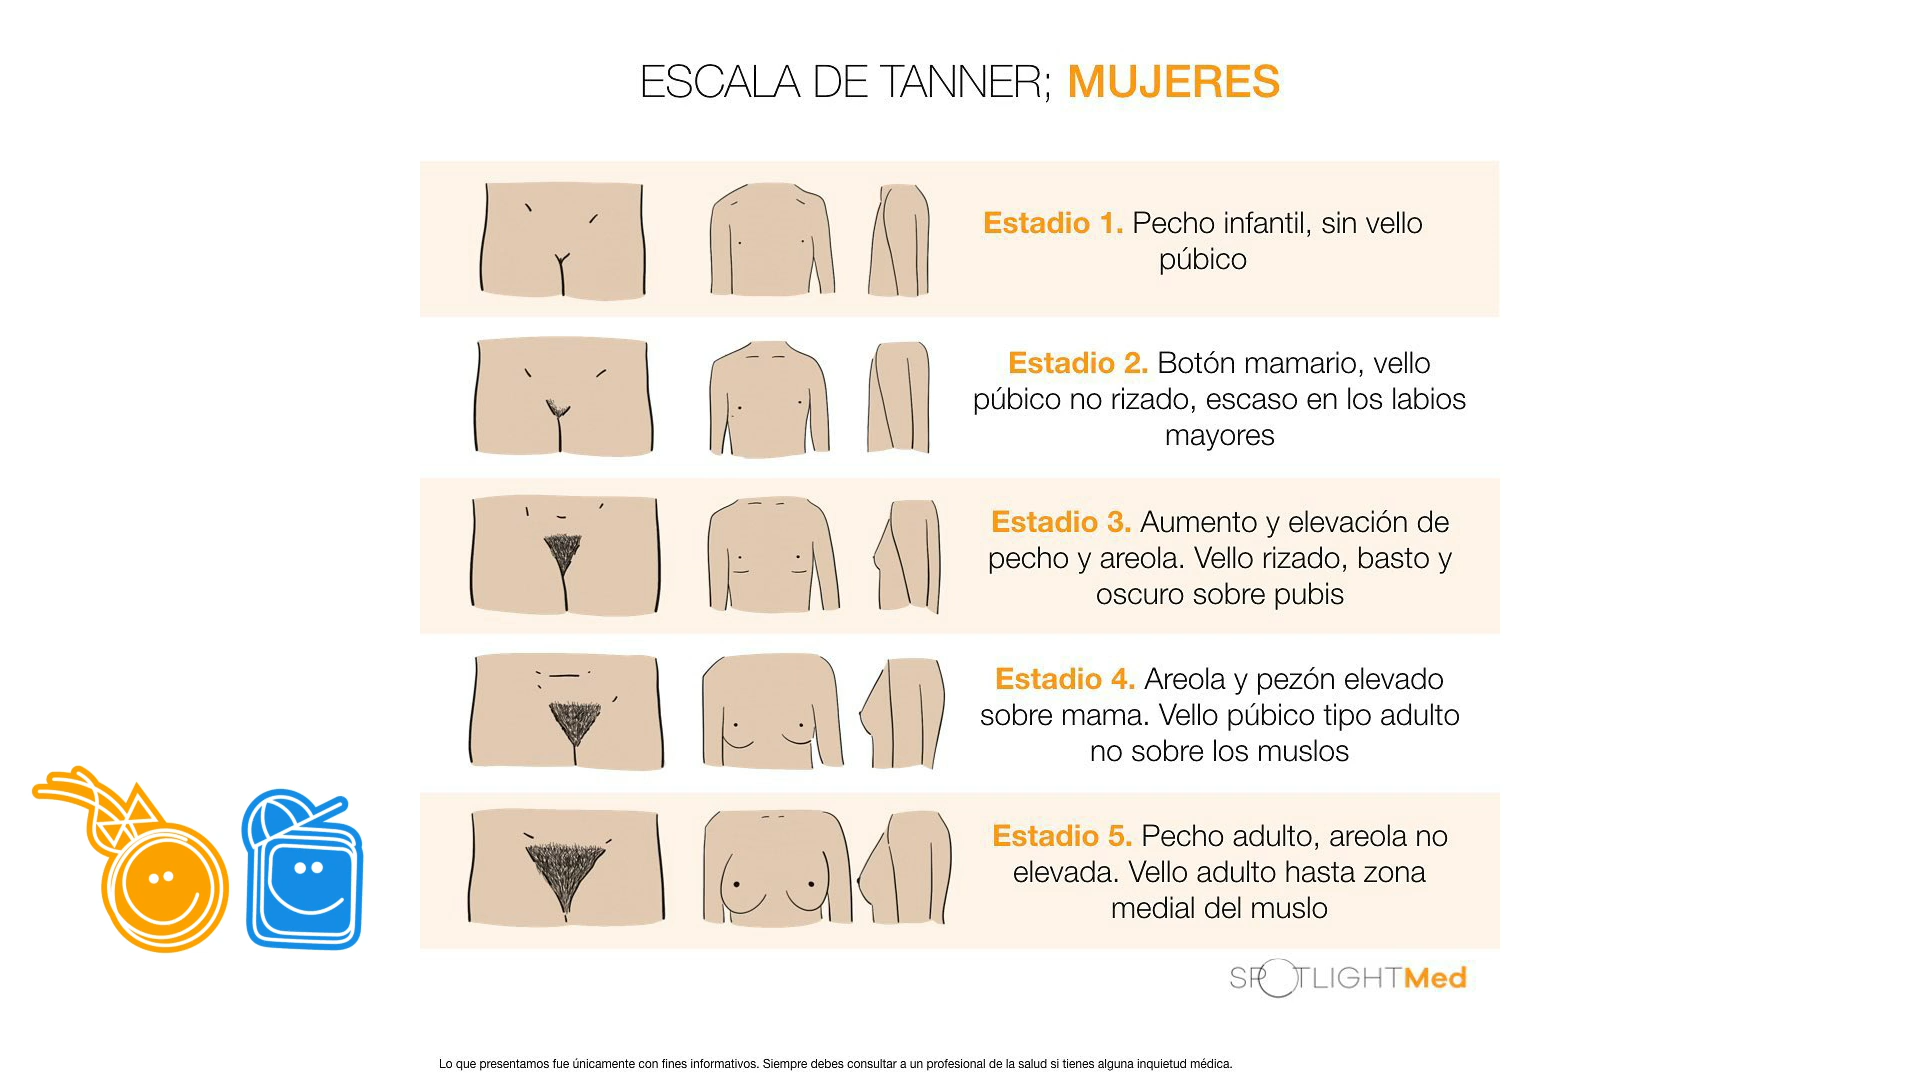 ESCALA DE TANNER; MUJERES
Estadio 1. Pecho infantil, sin vello
púbico
Estadio 2. Botón mamario, vello
púbico no rizado, escaso en los labios
mayores
Estadio 3. Aumento y elevación de
pecho y areola. Vello rizado, basto y
oscuro sobre pubis
Estadio 4. Areola y pezón elevado
sobre mama. Vello púbico tipo adulto
no sobre los muslos
Estadio 5. Pecho adulto, areola no
elevada. Vello adulto hasta zona
medial del muslo
SPOTLIGHTMed
Lo que presentamos fue únicamente con fines informativos. Siempre debes consultar a un profesional de la salud si tienes alguna inquietud médica.